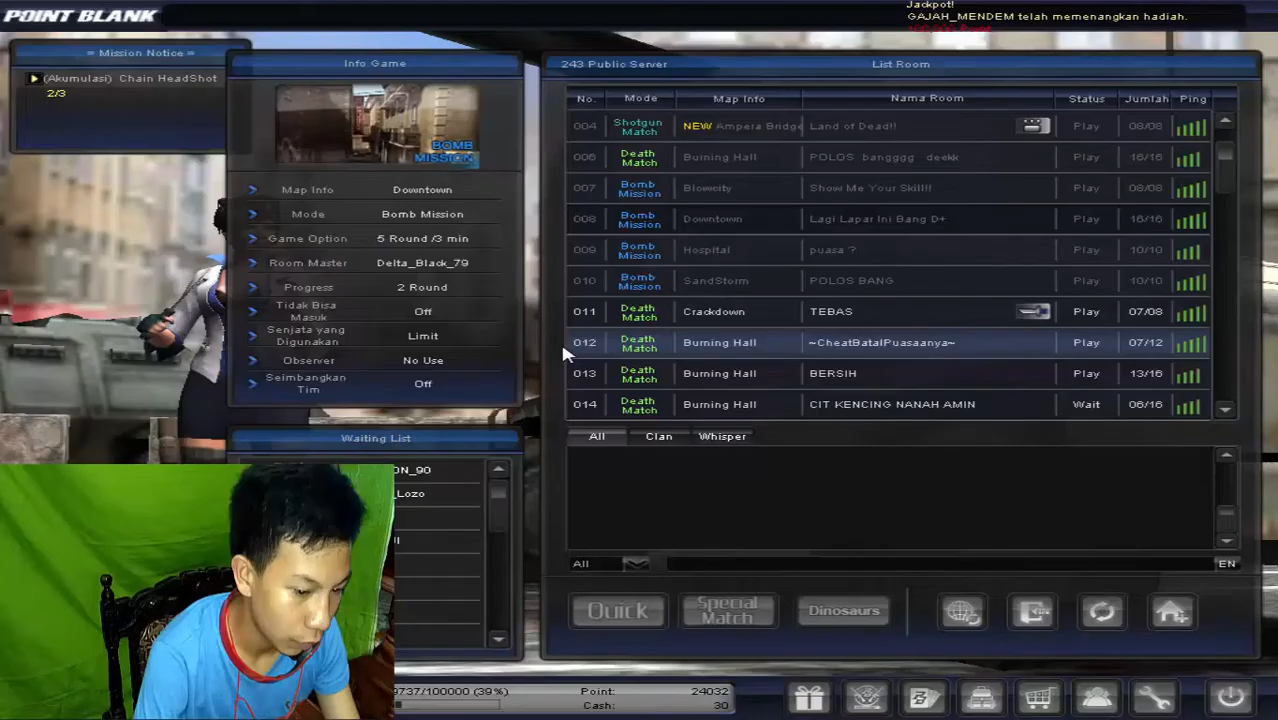 POINT BLANK
Jackpot!
GAJAH_MENDEM telah memenangkan hadiah.
= Mission Notice =
(Akumulasi) Chain HeadShot
2/3
Info Game
BOMB MISSION
Map Info Downtown
Mode Bomb Mission
Game Option 5 Round /3 min
Room Master Delta_Black_79
Progress 2 Round
Tidak Bisa Masuk Off
Senjata yang Digunakan Limit
Observer No Use
Seimbangkan Tim Off
Waiting List
ON_90
_Lozo
243 Public Server List Room
No. Mode Map Info Nama Room Status Jumlah Ping
004 Shotgun Match NEW Ampera Bridge Land of Dead!! Play 08/08
006 Death Match Burning Hall POLOS bangggg deekk Play 16/16
007 Bomb Mission Blowcity Show Me Your Skill!!! Play 08/08
008 Bomb Mission Downtown Lagi Lapar Ini Bang D+ Play 16/16
009 Bomb Mission Hospital puasa ? Play 10/10
010 Bomb Mission SandStorm POLOS BANG Play 10/10
011 Death Match Crackdown TEBAS Play 07/08
012 Death Match Burning Hall ~CheatBatalPuasaanya~ Play 07/12
013 Death Match Burning Hall BERSIH Play 13/16
014 Death Match Burning Hall CIT KENCING NANAH AMIN Wait 06/16
All Clan Whisper
All EN
Quick Special Match Dinosaurs
9737/100000 (39%) Point: 24032
Cash: 30